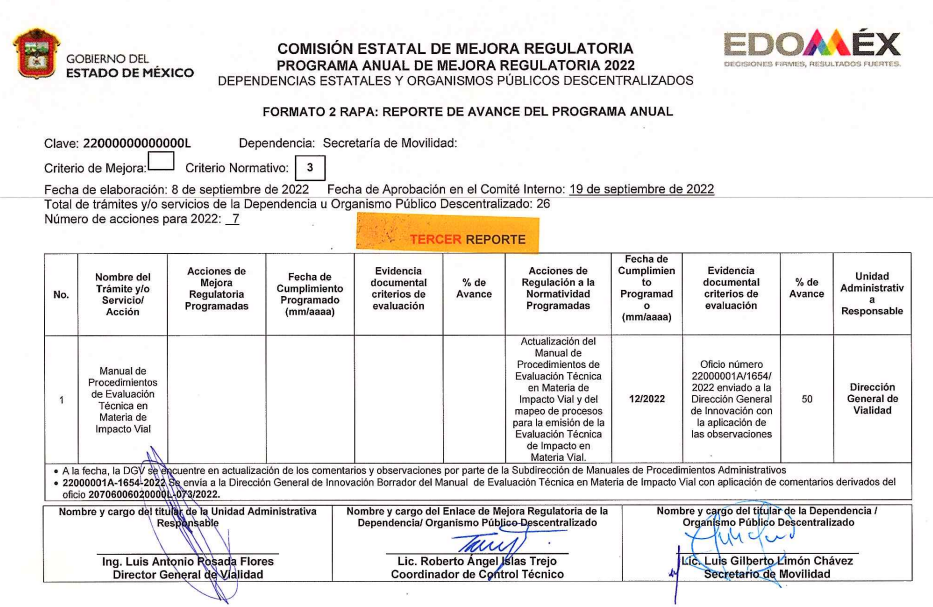 GOBIERNO DEL
ESTADO DE MÉXICO
COMISIÓN ESTATAL DE MEJORA REGULATORIA
PROGRAMA ANUAL DE MEJORA REGULATORIA 2022
DEPENDENCIAS ESTATALES Y ORGANISMOS PÚBLICOS DESCENTRALIZADOS
EDOMÉX
DECISIONES FIRMES, RESULTADOS FUERTES.
FORMATO 2 RAPA: REPORTE DE AVANCE DEL PROGRAMA ANUAL
Clave: 22000000000000L Dependencia: Secretaría de Movilidad:
Criterio de Mejora: Criterio Normativo: 3
Fecha de elaboración: 8 de septiembre de 2022 Fecha de Aprobación en el Comité Interno: 19 de septiembre de 2022
Total de trámites y/o servicios de la Dependencia u Organismo Público Descentralizado: 26
Número de acciones para 2022: 7
TERCER REPORTE
No.
Nombre del
Trámite y/o
Servicio/
Acción
Acciones de
Mejora
Regulatoria
Programadas
Fecha de
Cumplimiento
Programado
(mm/aaaa)
Evidencia
documental
criterios de
evaluación
% de
Avance
Acciones de
Regulación a la
Normatividad
Programadas
Fecha de
Cumplimien
to
Programad
o
(mm/aaaa)
Evidencia
documental
criterios de
evaluación
% de
Avance
Unidad
Administrativ
a
Responsable
1
Manual de
Procedimientos
de Evaluación
Técnica en
Materia de
Impacto Vial
Actualización del
Manual de
Procedimientos de
Evaluación Técnica
en Materia de
Impacto Vial y del
mapeo de procesos
para la emisión de la
Evaluación Técnica
de Impacto en
Materia Vial.
12/2022
Oficio número
22000001A/1654/
2022 enviado a la
Dirección General
de Innovación con
la aplicación de
las observaciones
50
Dirección
General de
Vialidad
• A la fecha, la DGV se encuentre en actualización de los comentarios y observaciones por parte de la Subdirección de Manuales de Procedimientos Administrativos
• 22000001A-1654-2022 Se envía a la Dirección General de Innovación Borrador del Manual de Evaluación Técnica en Materia de Impacto Vial con aplicación de comentarios derivados del
oficio 20706006020000L-073/2022.
Nombre y cargo del titular de la Unidad Administrativa
Responsable
Ing. Luis Antonio Rosada Flores
Director General de Vialidad
Nombre y cargo del Enlace de Mejora Regulatoria de la
Dependencia/ Organismo Público Descentralizado
Lic. Roberto Ángel Islas Trejo
Coordinador de Control Técnico
Nombre y cargo del titular de la Dependencia /
Organismo Público Descentralizado
Lic. Luis Gilberto Limón Chávez
Secretario de Movilidad